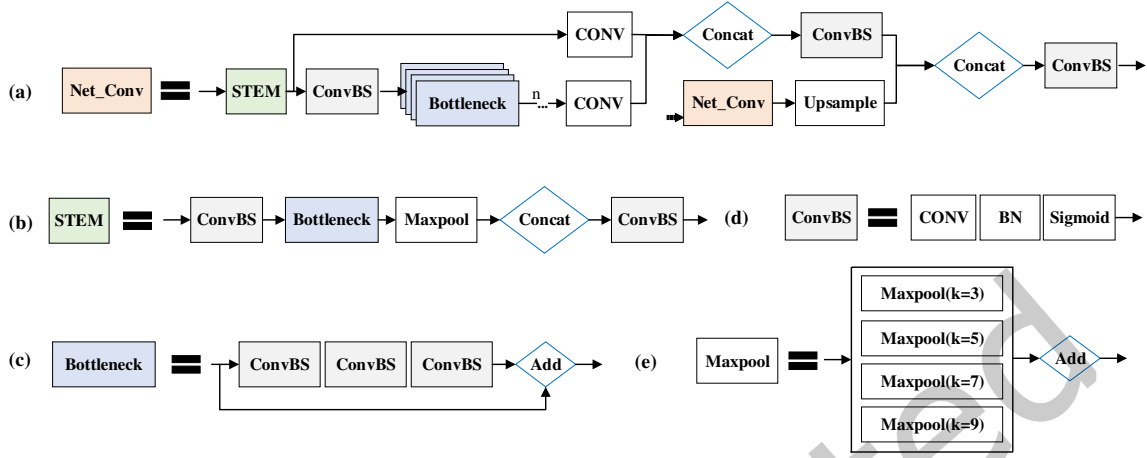 (a) Net_Conv STEM ConvBS Bottleneck n ... CONV
CONV Concat ConvBS
Net_Conv Upsample Concat ConvBS
(b) STEM ConvBS Bottleneck Maxpool Concat ConvBS
(d) ConvBS CONV BN Sigmoid
(c) Bottleneck ConvBS ConvBS ConvBS Add
(e) Maxpool
Maxpool(k=3)
Maxpool(k=5)
Maxpool(k=7)
Maxpool(k=9)
Add
ted